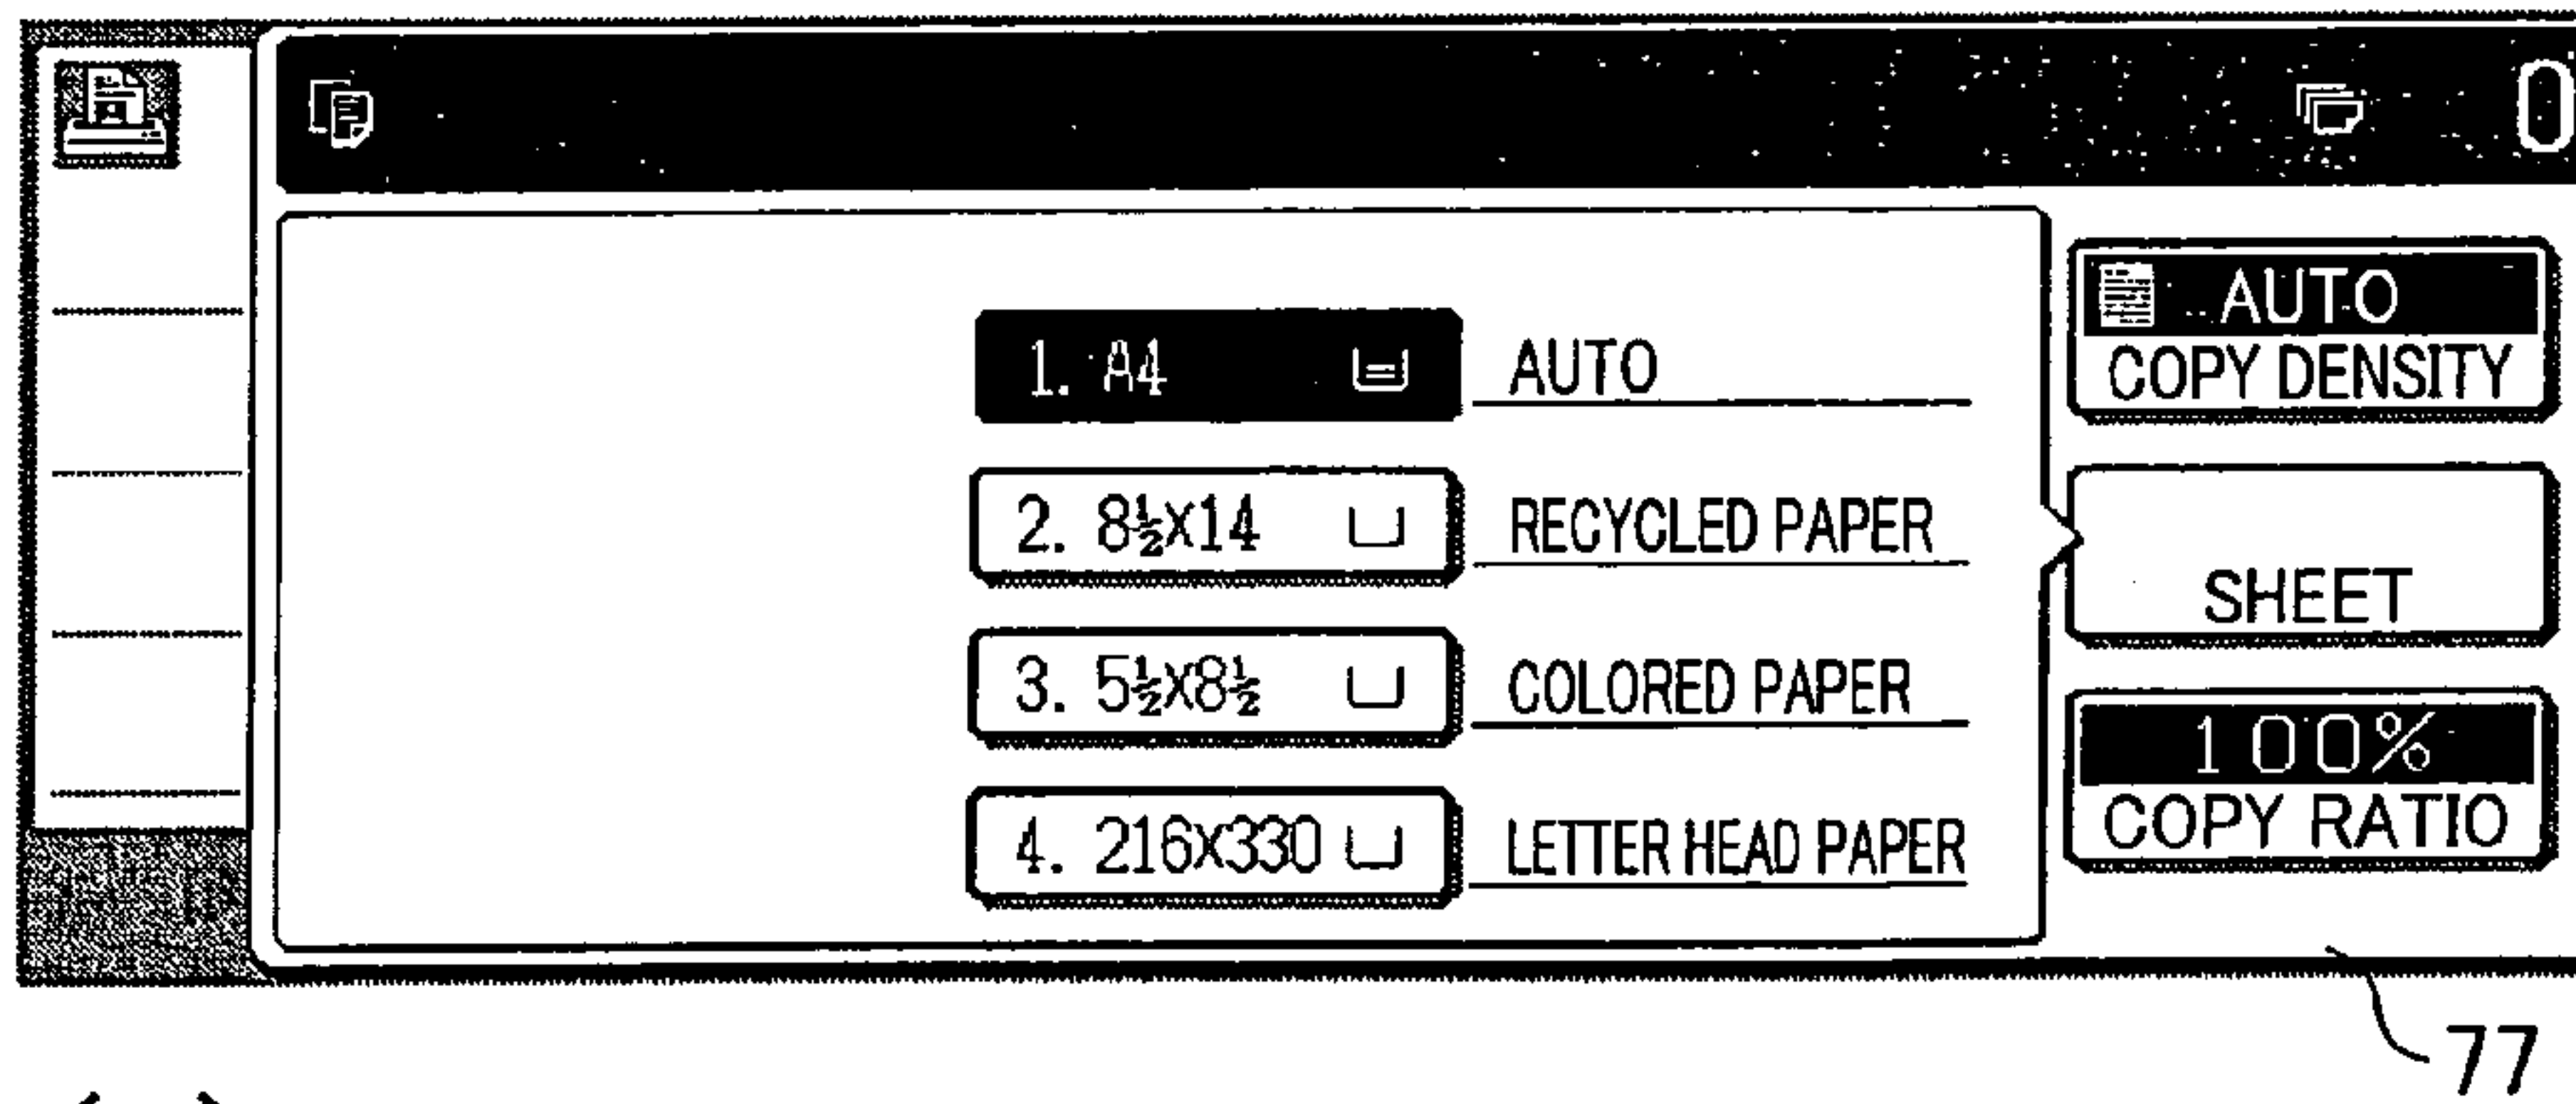 0
1. A4 AUTO
2. 8½X14 RECYCLED PAPER
3. 5½X8½ COLORED PAPER
4. 216X330 LETTER HEAD PAPER
AUTO
COPY DENSITY
SHEET
100%
COPY RATIO
77